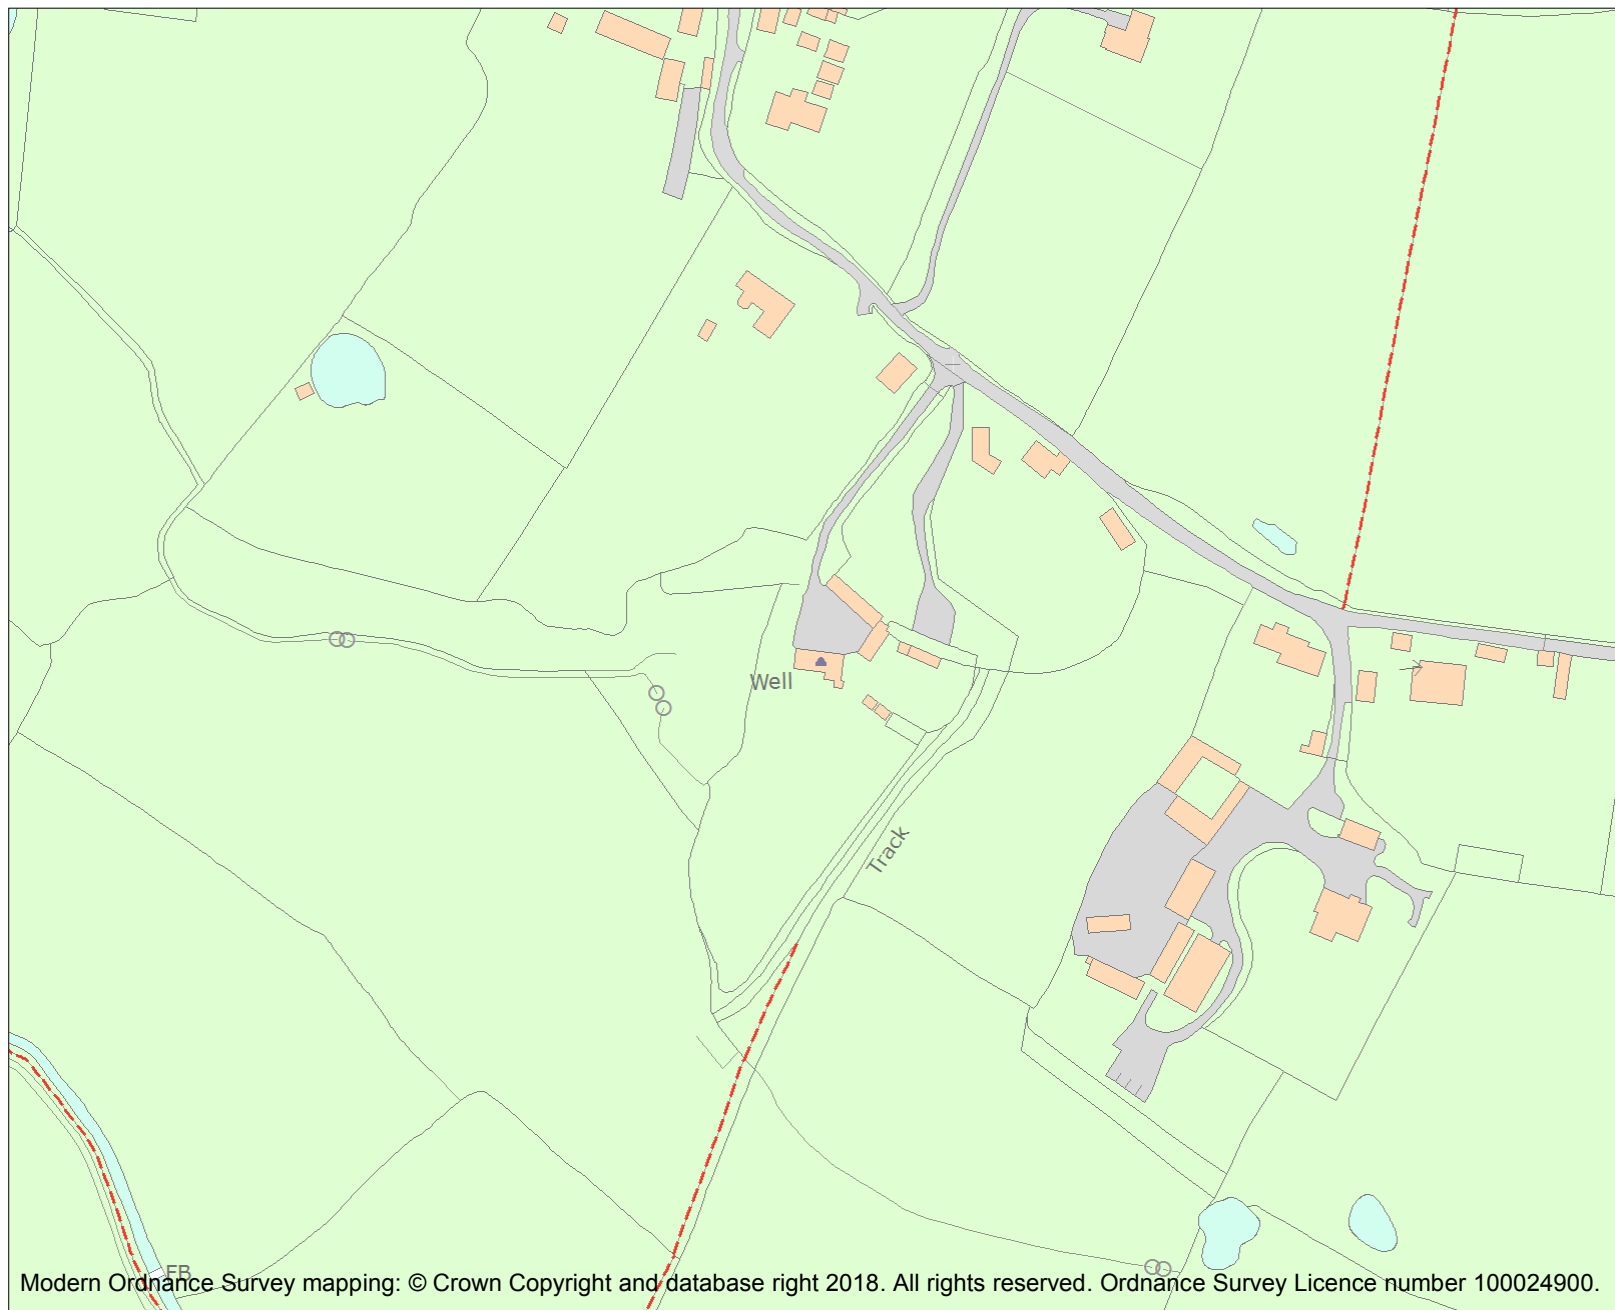 Well
Track
FB
Modern Ordnance Survey mapping: © Crown Copyright and database right 2018. All rights reserved. Ordnance Survey Licence number 100024900.